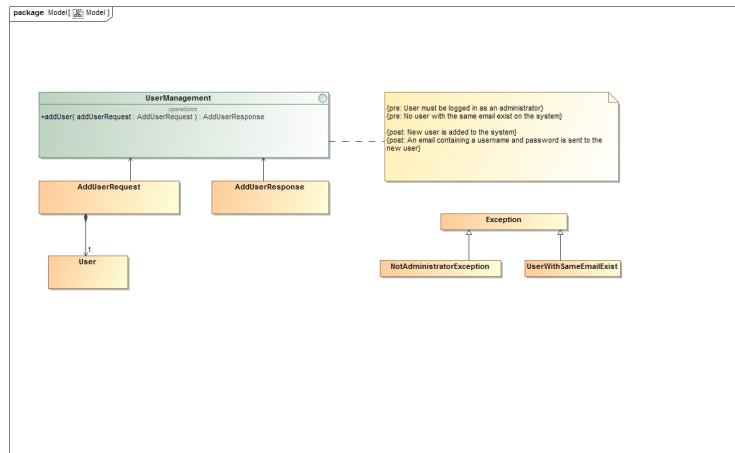 package Model[ Model ]
UserManagement
operations
+addUser( addUserRequest : AddUserRequest ) : AddUserResponse
{pre: User must be logged in as an administrator}
{pre: No user with the same email exist on the system}
{post: New user is added to the system}
{post: An email containing a username and password is sent to the
new user}
AddUserRequest
AddUserResponse
Exception
1
User
NotAdministratorException
UserWithSameEmailExist